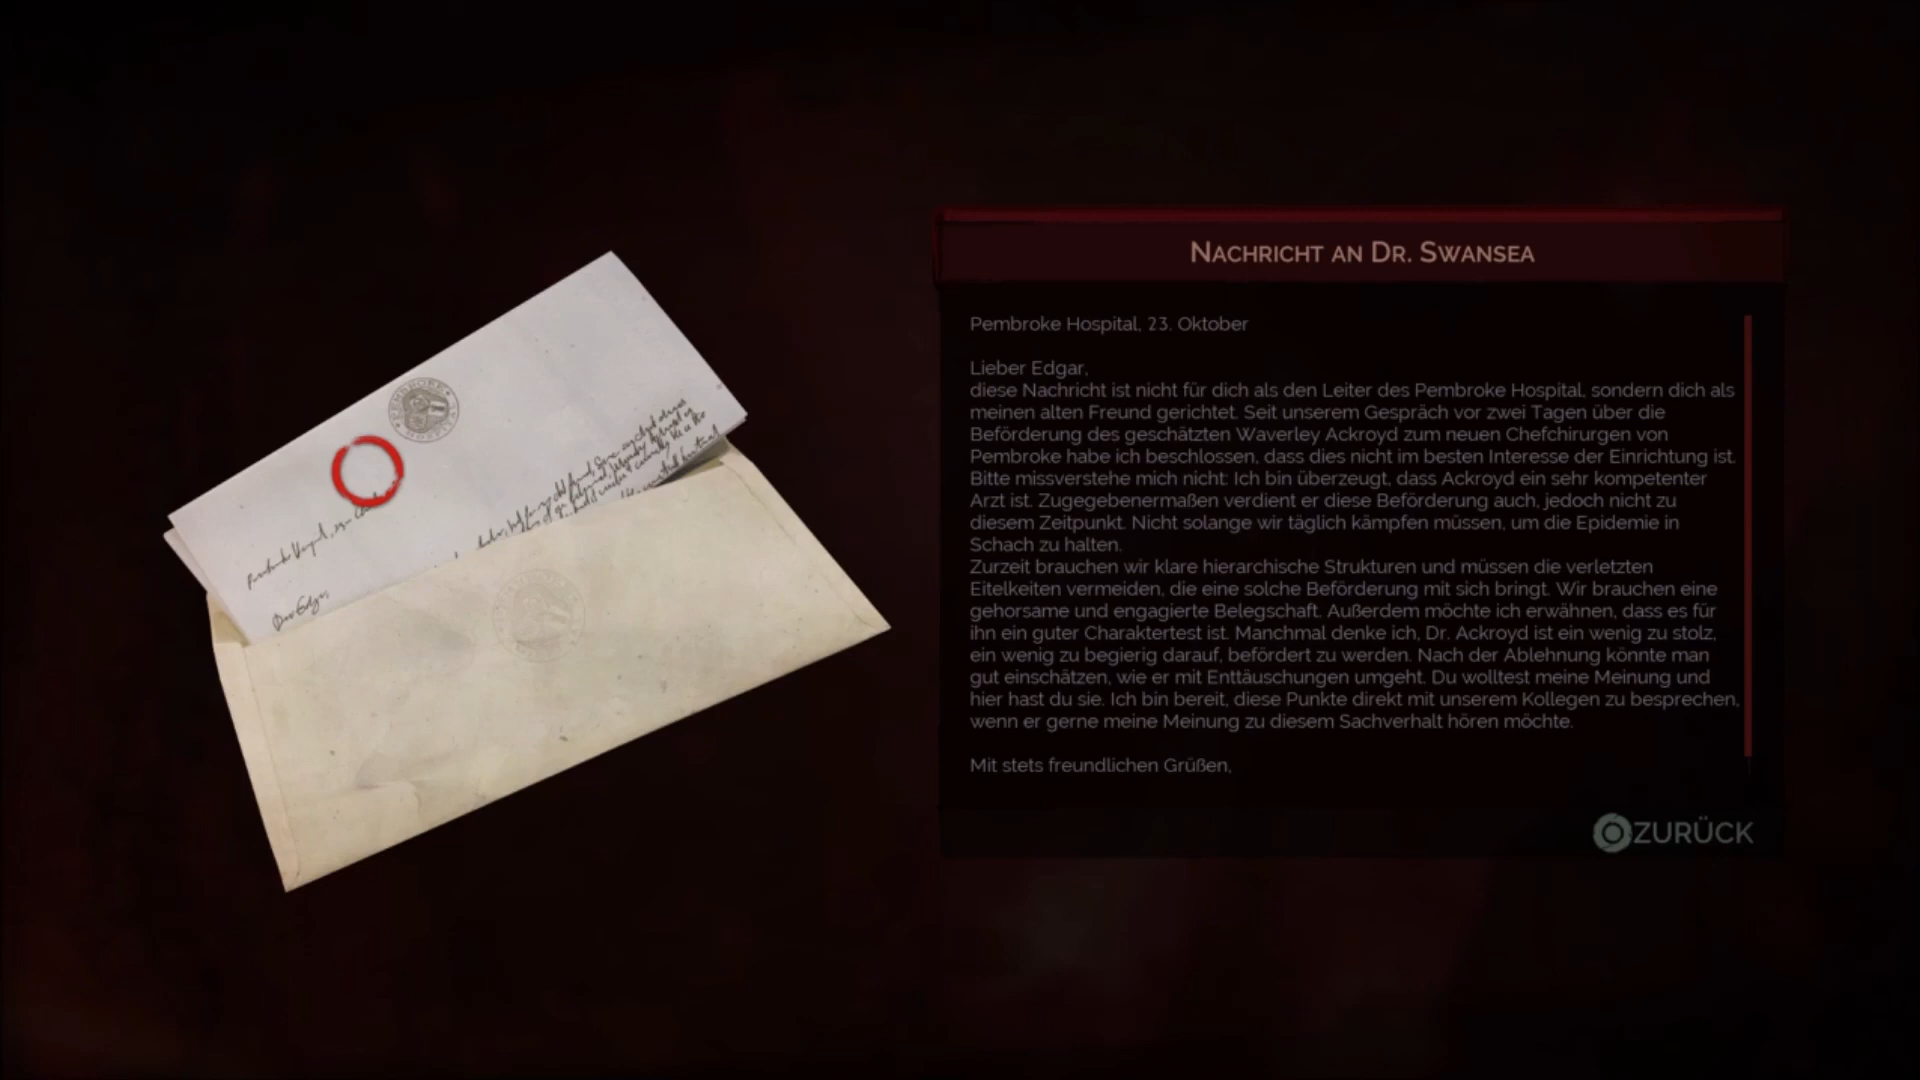 PEMBROKE HOSPITAL
Dear Edgar,
NACHRICHT AN DR. SWANSEA
Pembroke Hospital, 23. Oktober
Lieber Edgar,
diese Nachricht ist nicht für dich als den Leiter des Pembroke Hospital, sondern dich als
meinen alten Freund gerichtet. Seit unserem Gespräch vor zwei Tagen über die
Beförderung des geschätzten Waverley Ackroyd zum neuen Chefchirurgen von
Pembroke habe ich beschlossen, dass dies nicht im besten Interesse der Einrichtung ist.
Bitte missverstehe mich nicht: Ich bin überzeugt, dass Ackroyd ein sehr kompetenter
Arzt ist. Zugegebenermaßen verdient er diese Beförderung auch, jedoch nicht zu
diesem Zeitpunkt. Nicht solange wir täglich kämpfen müssen, um die Epidemie in
Schach zu halten.
Zurzeit brauchen wir klare hierarchische Strukturen und müssen die verletzten
Eitelkeiten vermeiden, die eine solche Beförderung mit sich bringt. Wir brauchen eine
gehorsame und engagierte Belegschaft. Außerdem möchte ich erwähnen, dass es für
ihn ein guter Charaktertest ist. Manchmal denke ich, Dr. Ackroyd ist ein wenig zu stolz,
ein wenig zu begierig darauf, befördert zu werden. Nach der Ablehnung könnte man
gut einschätzen, wie er mit Enttäuschungen umgeht. Du wolltest meine Meinung und
hier hast du sie. Ich bin bereit, diese Punkte direkt mit unserem Kollegen zu besprechen,
wenn er gerne meine Meinung zu diesem Sachverhalt hören möchte.
Mit stets freundlichen Grüßen,
ZURÜCK